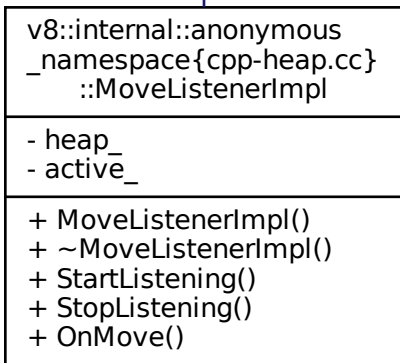 v8::internal::anonymous
_namespace{cpp-heap.cc}
::MoveListenerImpl
- heap_
- active_
+ MoveListenerImpl()
+ ~MoveListenerImpl()
+ StartListening()
+ StopListening()
+ OnMove()